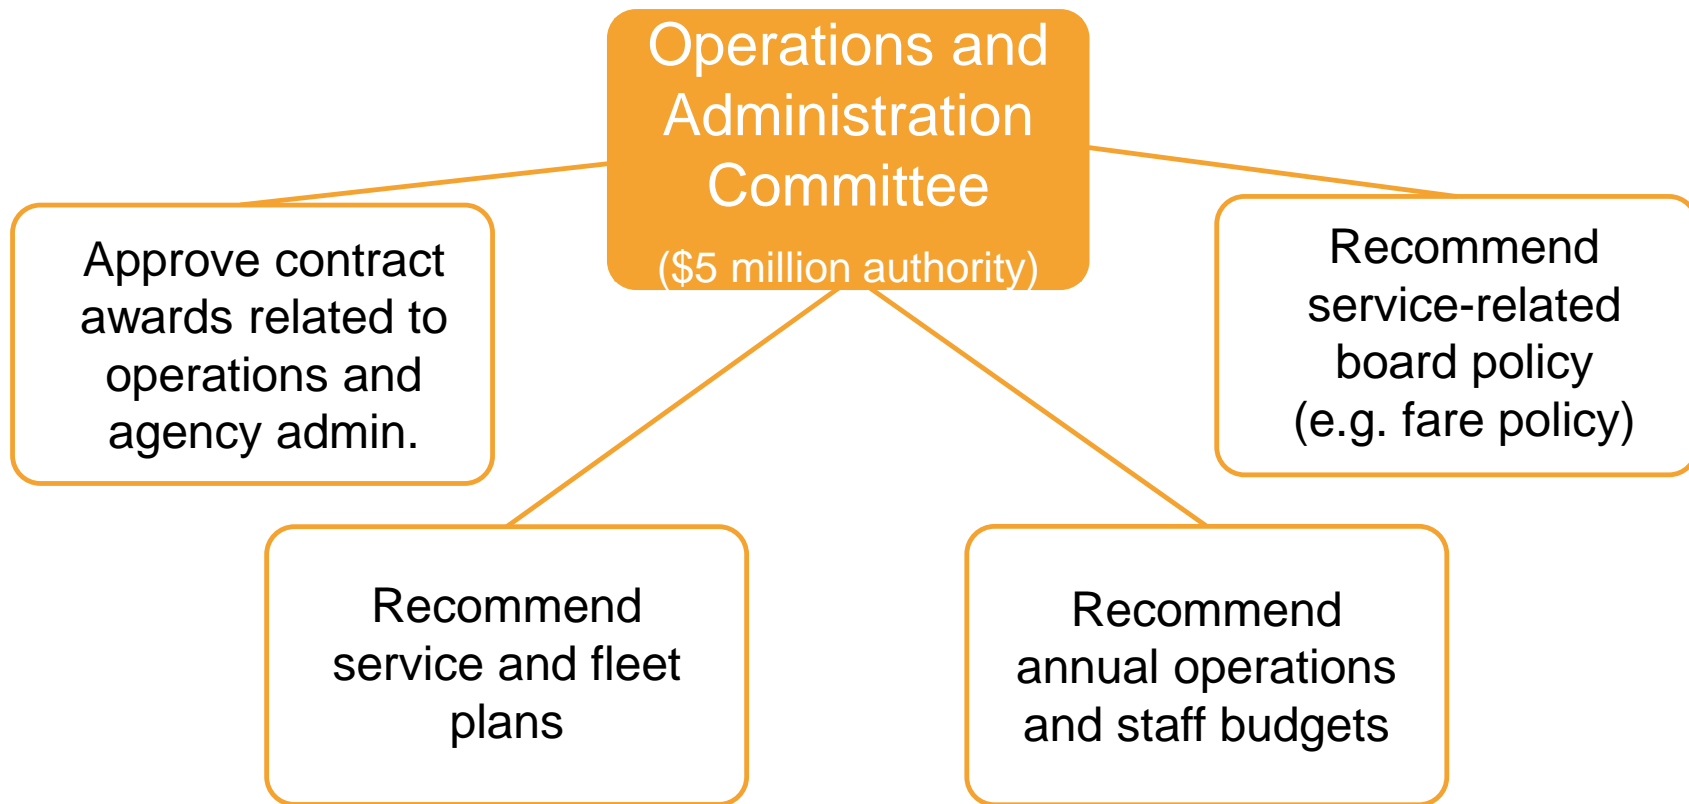 Operations and
Administration
Committee
($5 million authority)
Approve contract
awards related to
operations and
agency admin.
Recommend
service-related
board policy
(e.g. fare policy)
Recommend
service and fleet
plans
Recommend
annual operations
and staff budgets